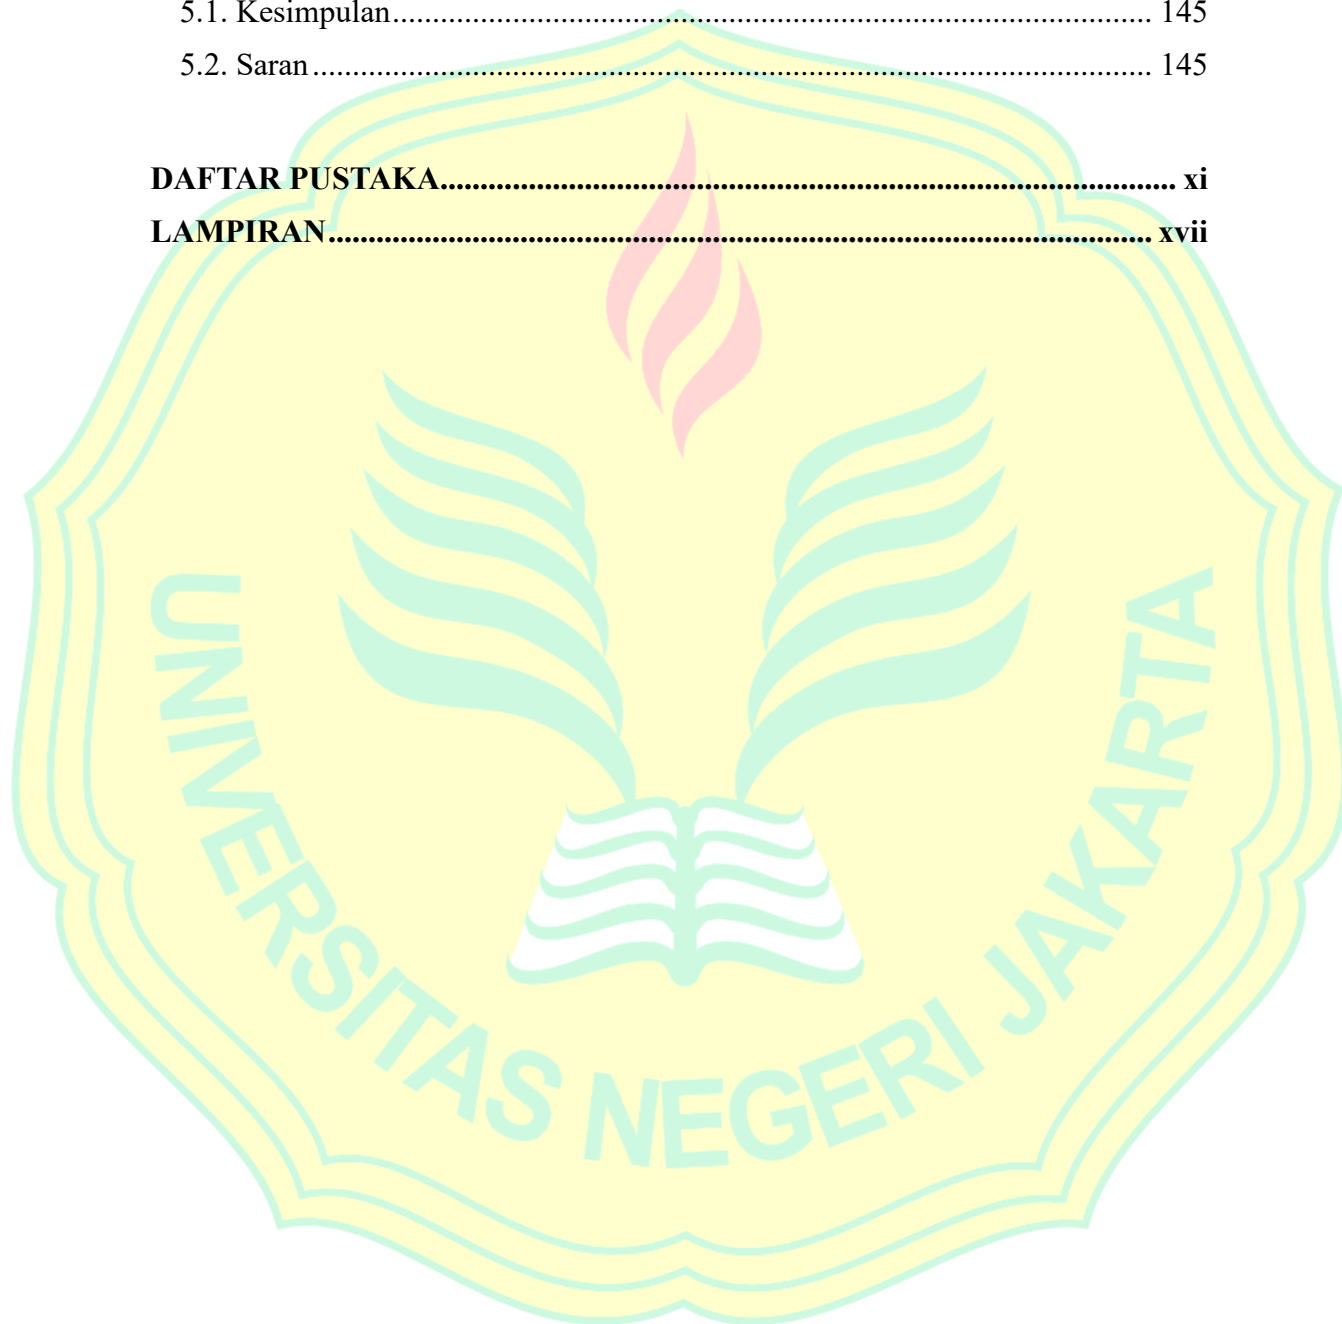 5.1. Kesimpulan........................................................................................... 145
5.2. Saran.................................................................................................... 145
DAFTAR PUSTAKA............................................................................................ xi
LAMPIRAN....................................................................................................... xvii
UNIVERSITAS NEGERI JAKARTA